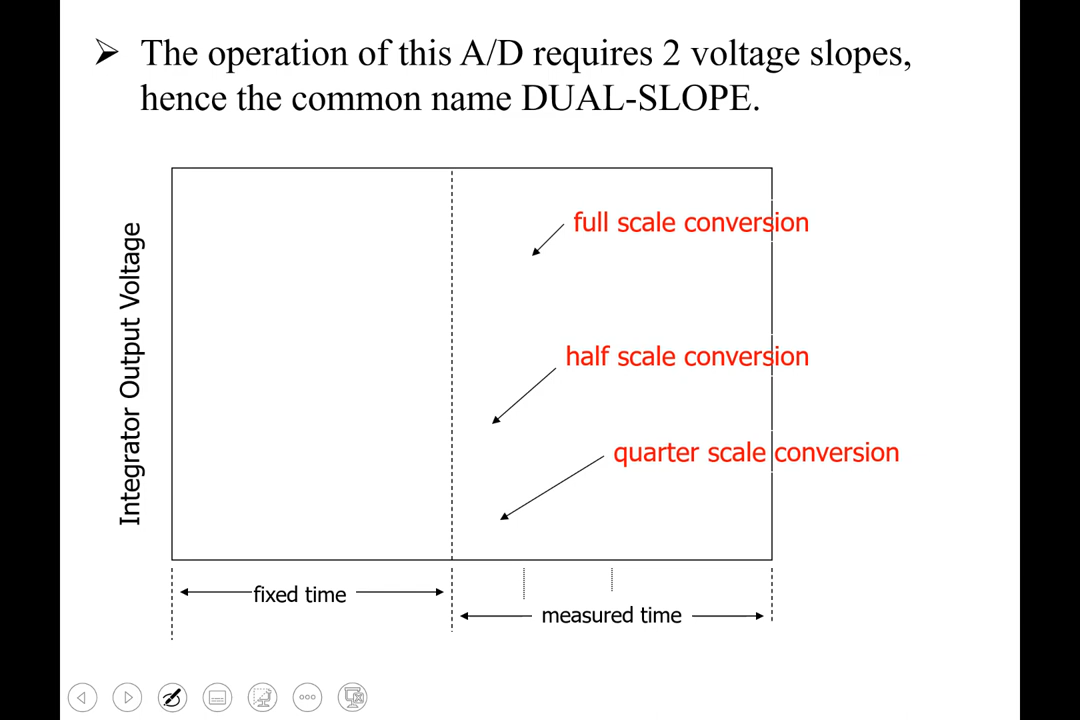 The operation of this A/D requires 2 voltage slopes,
hence the common name DUAL-SLOPE.
Integrator Output Voltage
full scale conversion
half scale conversion
quarter scale conversion
fixed time
measured time